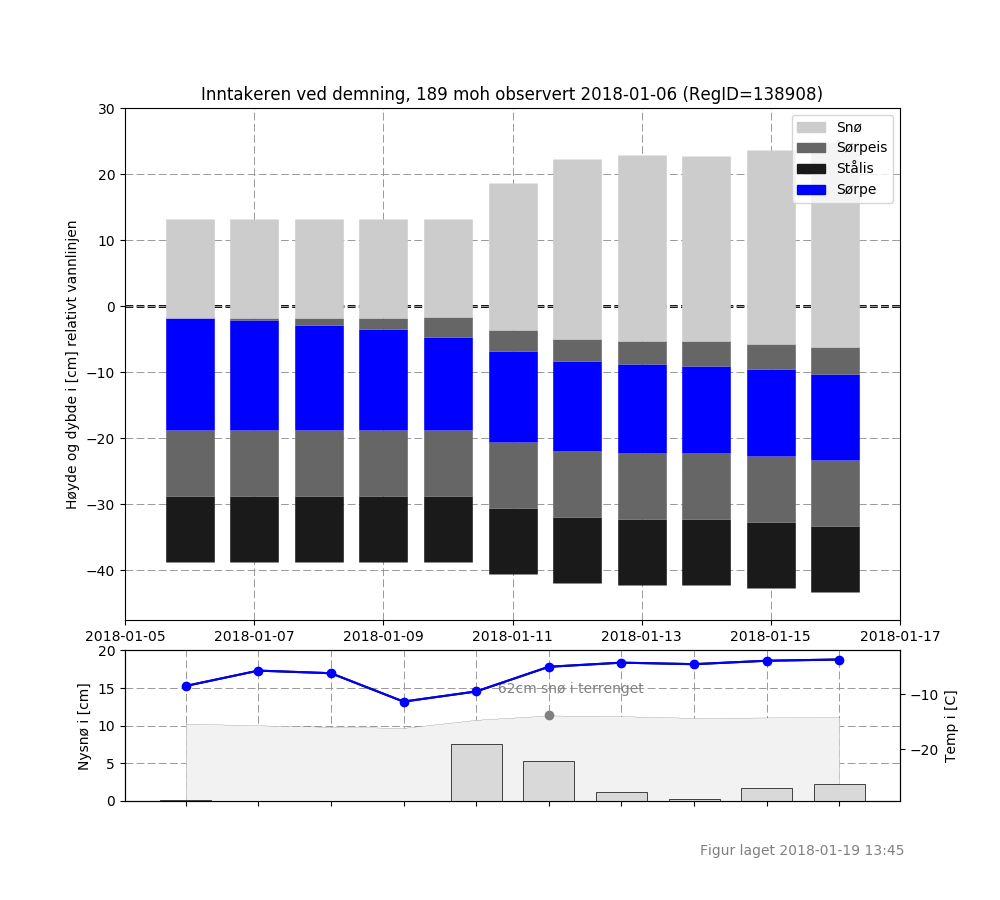 Inntakeren ved demning, 189 moh observert 2018-01-06 (RegID=138908)
30
20
10
0
−10
−20
−30
−40
Høyde og dybde i [cm] relativt vannlinjen
Snø
Sørpeis
Stålis
Sørpe
2018-01-05 2018-01-07 2018-01-09 2018-01-11 2018-01-13 2018-01-15 2018-01-17
20
15
10
5
0
Nysnø i [cm]
62cm snø i terrenget
−10
−20
Temp i [C]
Figur laget 2018-01-19 13:45